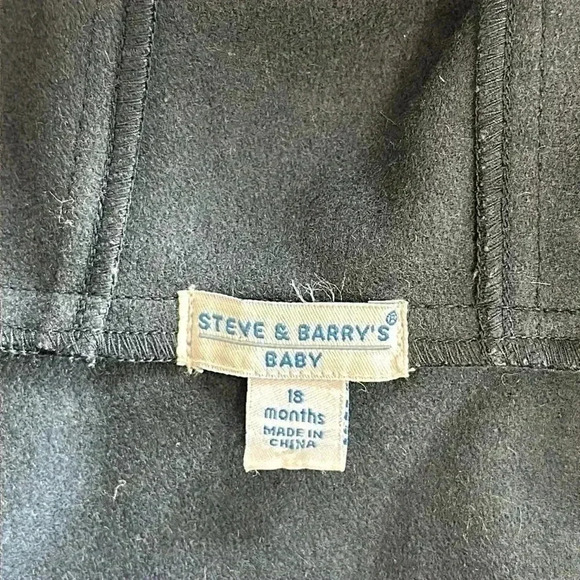 STEVE & BARRY'S®
BABY
18
months
MADE IN
CHINA